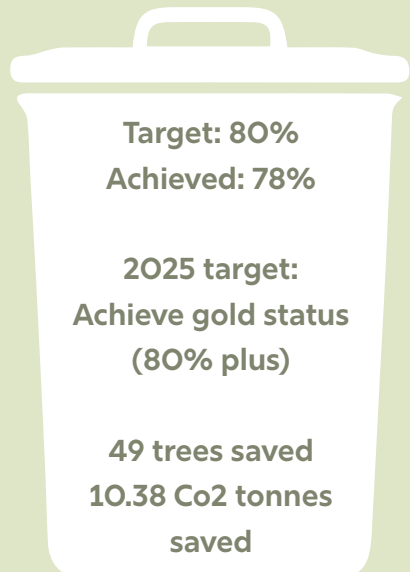 Target: 80%
Achieved: 78%
2025 target:
Achieve gold status
(80% plus)
49 trees saved
10.38 Co2 tonnes
saved